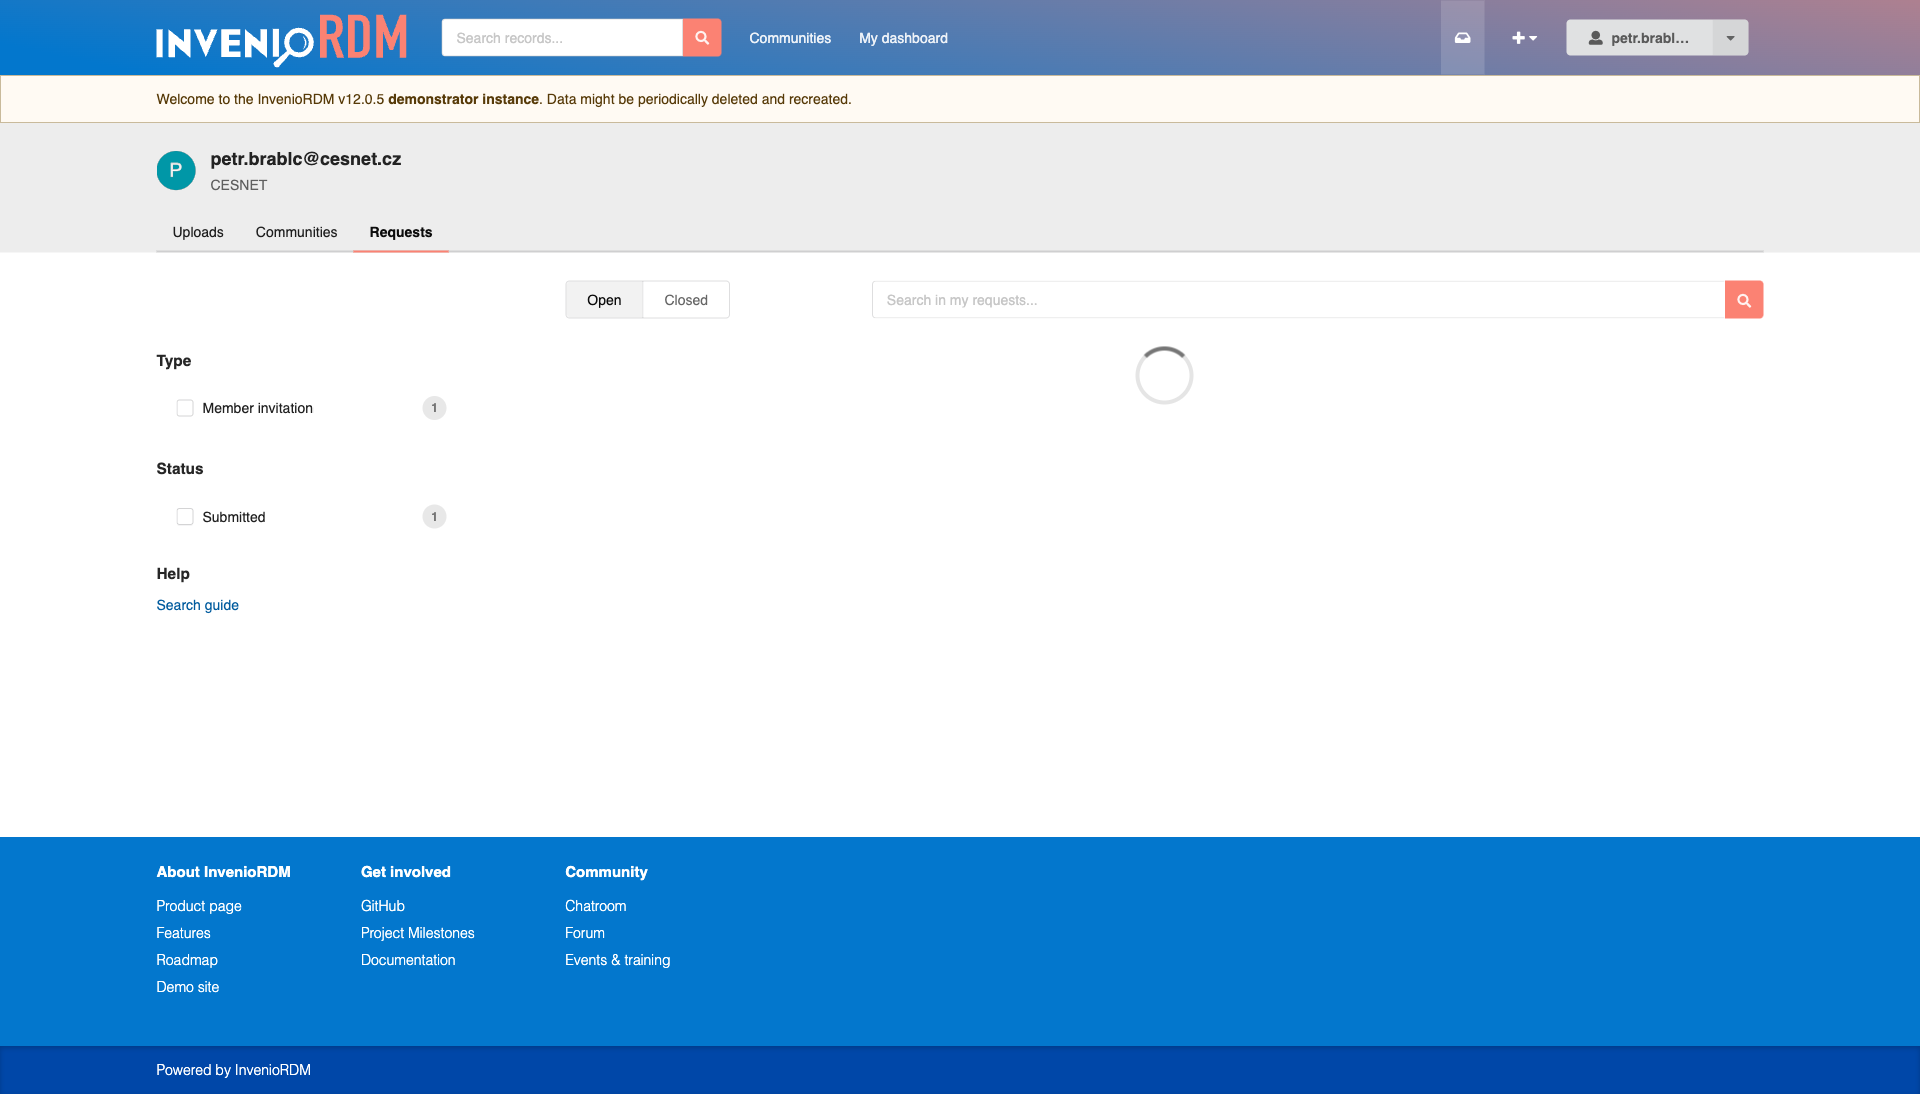 INVENIO RDM
Search records...
Communities
My dashboard
petr.brabl...
Welcome to the InvenioRDM v12.0.5 demonstrator instance. Data might be periodically deleted and recreated.
P
petr.brablc@cesnet.cz
CESNET
Uploads
Communities
Requests
Open
Closed
Search in my requests...
Type
Member invitation
1
Status
Submitted
1
Help
Search guide
About InvenioRDM
Product page
Features
Roadmap
Demo site
Get involved
GitHub
Project Milestones
Documentation
Community
Chatroom
Forum
Events & training
Powered by InvenioRDM